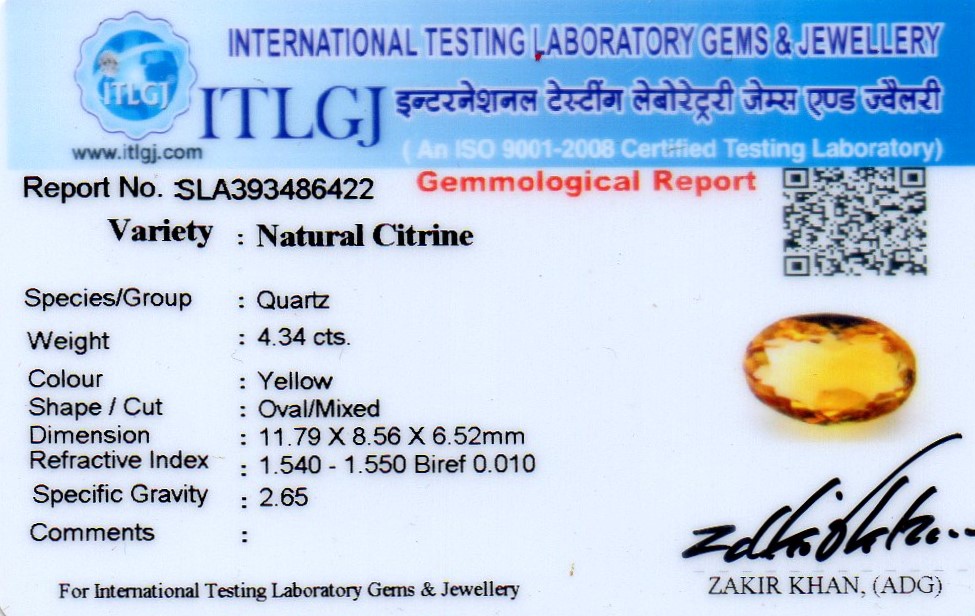 INTERNATIONAL TESTING LABORATORY GEMS & JEWELLERY
ITLGJ
ITLGJ
इन्टरनेशनल टेस्टींग लेबोरेट्ररी जेम्स एण्ड ज्वैलरी
www.itlgj.com
( An ISO 9001-2008 Certified Testing Laboratory)
Report No. :SLA393486422
Gemmological Report
Variety : Natural Citrine
Species/Group : Quartz
Weight : 4.34 cts.
Colour : Yellow
Shape / Cut : Oval/Mixed
Dimension : 11.79 X 8.56 X 6.52mm
Refractive Index : 1.540 - 1.550 Biref 0.010
Specific Gravity : 2.65
Comments :
For International Testing Laboratory Gems & Jewellery
ZAKIR KHAN, (ADG)